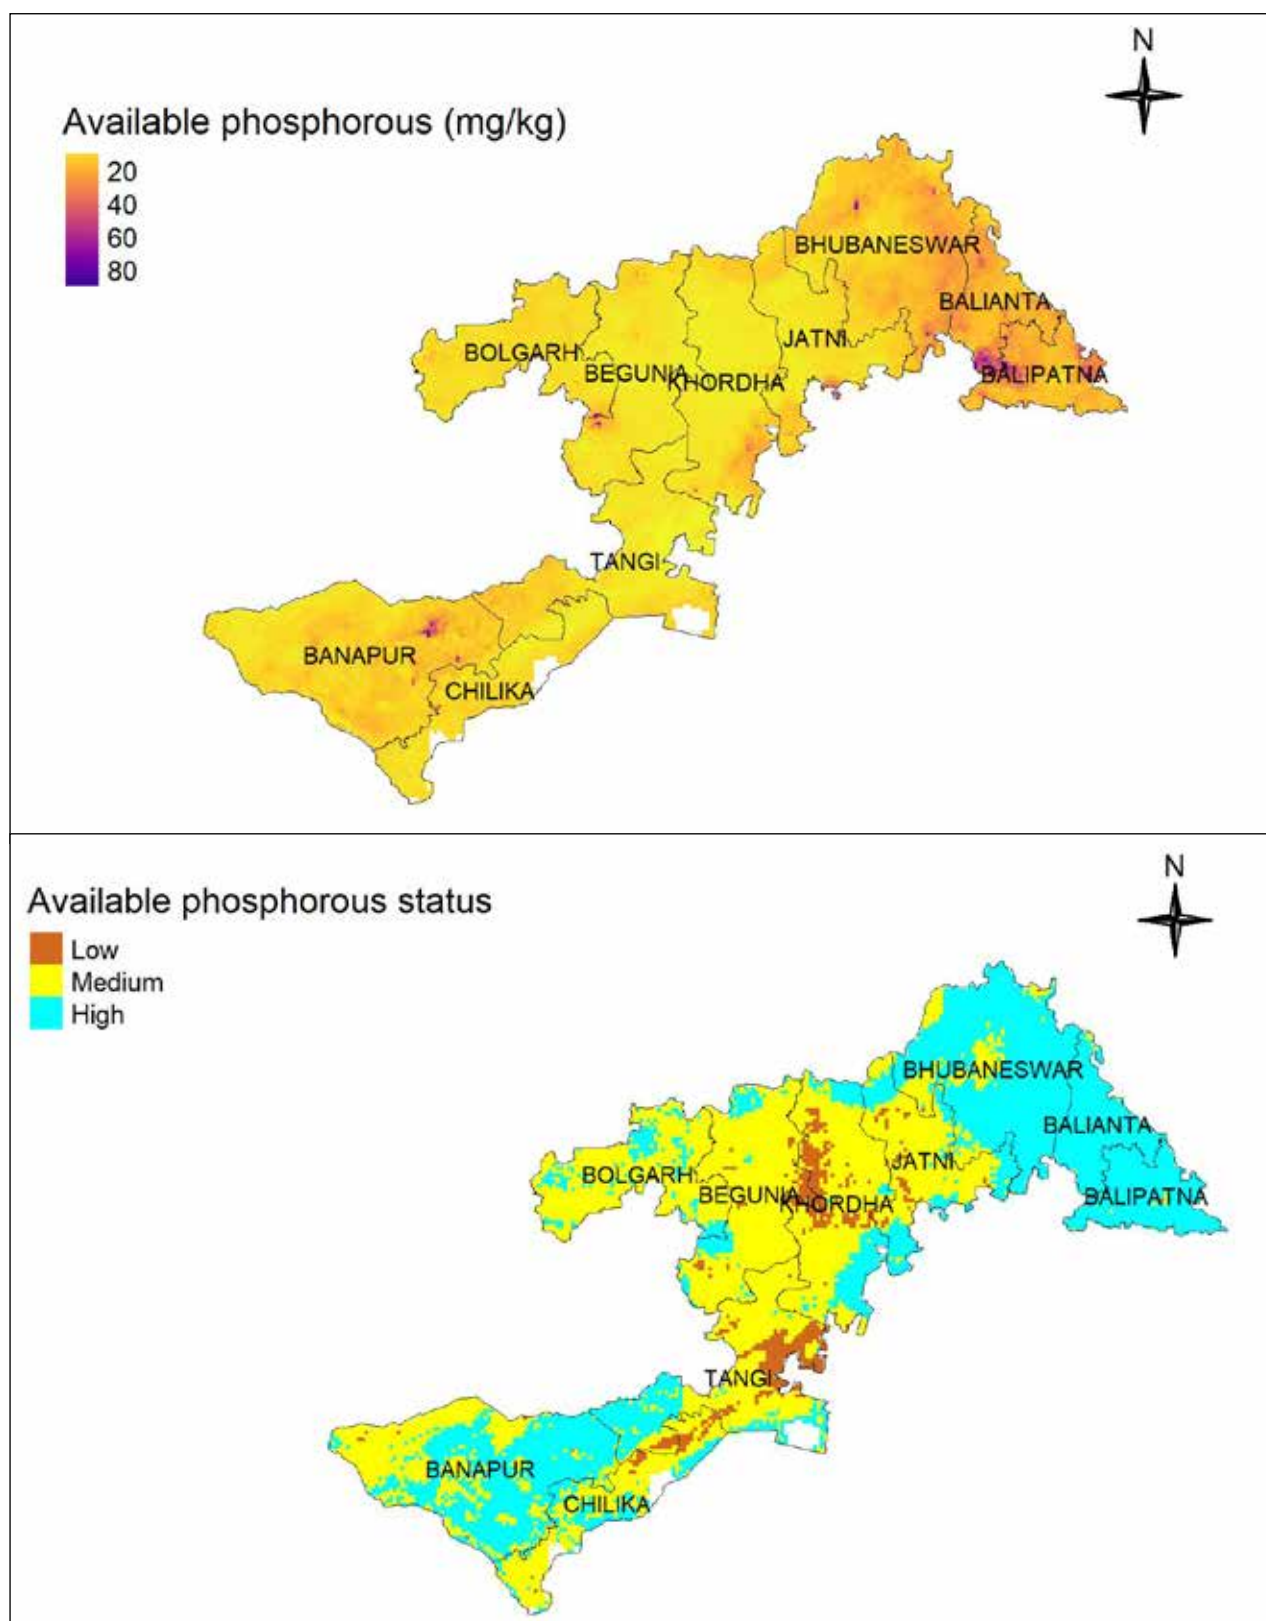 N
Available phosphorous (mg/kg)
20
40
60
80
BHUBANESWAR
BALIANTA
JATNI
BOLGARH
BEGUNIA
KHORDHA
BALIPATNA
TANGI
BANAPUR
CHILIKA
N
Available phosphorous status
Low
Medium
High
BHUBANESWAR
BALIANTA
JATNI
BOLGARH
BEGUNIA
KHORDHA
BALIPATNA
TANGI
BANAPUR
CHILIKA